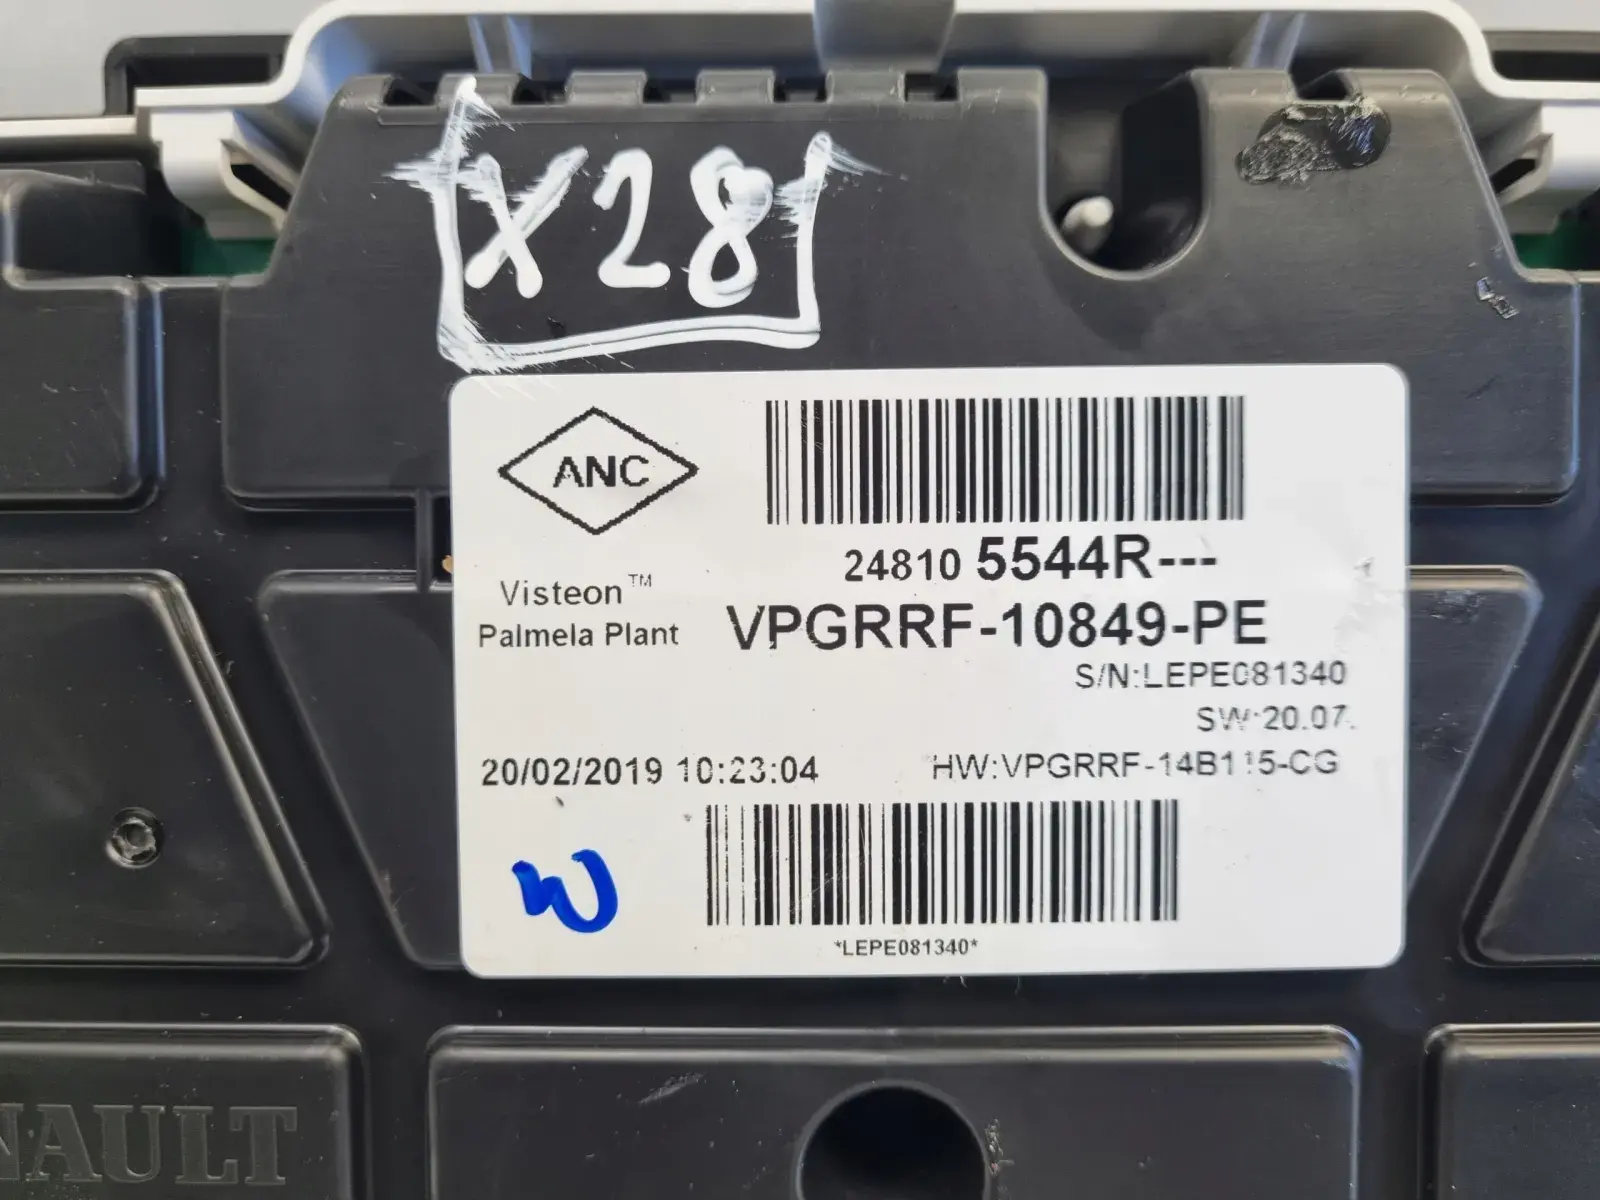 X28
ANC
24810 5544R---
Visteon™
Palmela Plant
VPGRRF-10849-PE
S/N:LEPE081340
SW:20.07.
20/02/2019 10:23:04
HW:VPGRRF-14B115-CG
*LEPE081340*
NAULT